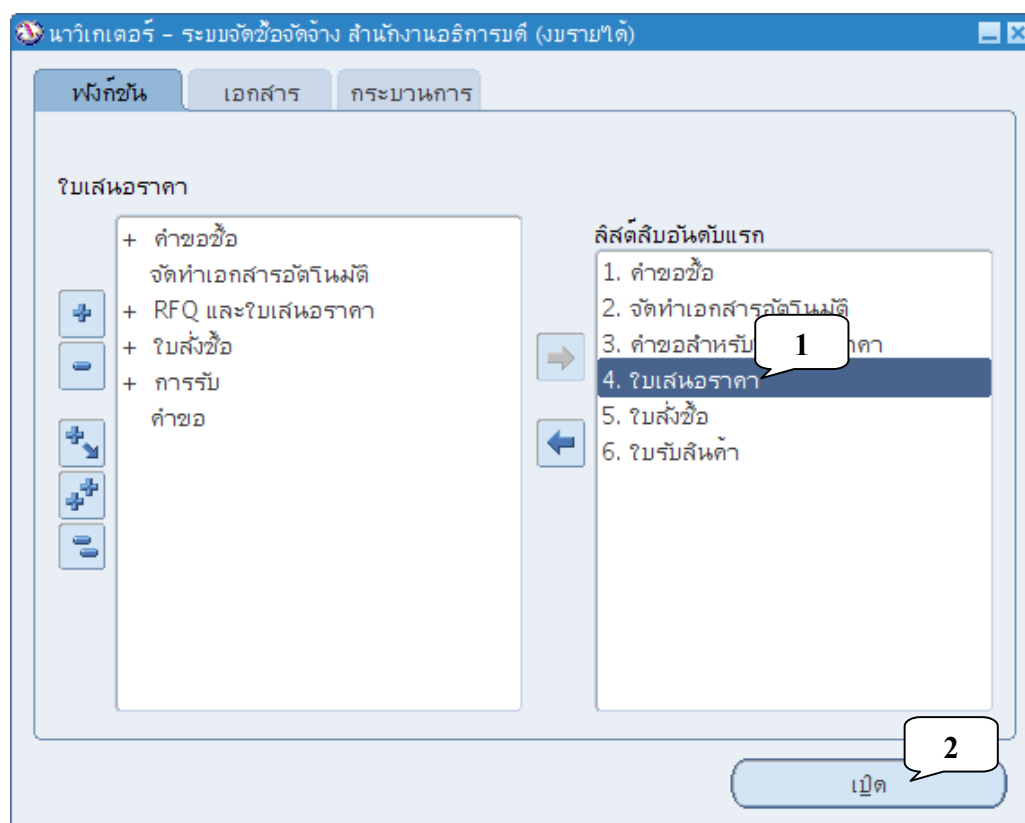 นาวิเกเตอร์ – ระบบจัดซื้อจัดจ้าง สำนักงานอธิการบดี (งบรายได้)
ฟังก์ชัน เอกสาร กระบวนการ
ใบเสนอราคา
+ คำขอซื้อ
จัดทำเอกสารอัตโนมัติ
+ RFQ และใบเสนอราคา
+ ใบสั่งซื้อ
+ การรับ
คำขอ
ลิสต์สิบอันดับแรก
1. คำขอซื้อ
2. จัดทำเอกสารอัตโนมัติ
3. คำขอสำหรับ
1
4. ใบเสนอราคา
5. ใบสั่งซื้อ
6. ใบรับสินค้า
2
เปิด